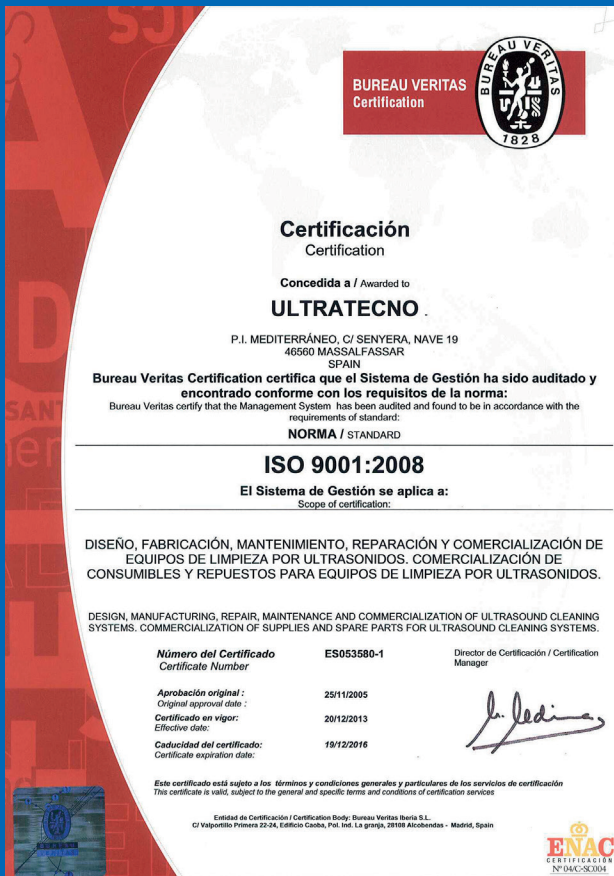 BUREAU VERITAS
Certification
BUREAU VERITAS
1828
Certificación
Certification
Concedida a / Awarded to
ULTRATECNO .
P.I. MEDITERRÁNEO, C/ SENYERA, NAVE 19
46560 MASSALFASSAR
SPAIN
Bureau Veritas Certification certifica que el Sistema de Gestión ha sido auditado y
encontrado conforme con los requisitos de la norma:
Bureau Veritas certify that the Management System has been audited and found to be in accordance with the
requirements of standard:
NORMA / STANDARD
ISO 9001:2008
El Sistema de Gestión se aplica a:
Scope of certification:
DISEÑO, FABRICACIÓN, MANTENIMIENTO, REPARACIÓN Y COMERCIALIZACIÓN DE
EQUIPOS DE LIMPIEZA POR ULTRASONIDOS. COMERCIALIZACIÓN DE
CONSUMIBLES Y REPUESTOS PARA EQUIPOS DE LIMPIEZA POR ULTRASONIDOS.
DESIGN, MANUFACTURING, REPAIR, MAINTENANCE AND COMMERCIALIZATION OF ULTRASOUND CLEANING
SYSTEMS. COMMERCIALIZATION OF SUPPLIES AND SPARE PARTS FOR ULTRASOUND CLEANING SYSTEMS.
Número del Certificado ES053580-1 Director de Certificación / Certification
Certificate Number Manager
Aprobación original : 25/11/2005
Original approval date :
Certificado en vigor: 20/12/2013
Effective date:
Caducidad del certificado: 19/12/2016
Certificate expiration date:
Este certificado está sujeto a los términos y condiciones generales y particulares de los servicios de certificación
This certificate is valid, subject to the general and specific terms and conditions of certification services
Entidad de Certificación / Certification Body: Bureau Veritas Iberia S.L.
C/ Valportillo Primera 22-24, Edificio Caoba, Pol. Ind. La granja, 28108 Alcobendas - Madrid, Spain
ENAC
CERTIFICACIÓN
Nº 04/C-SC004